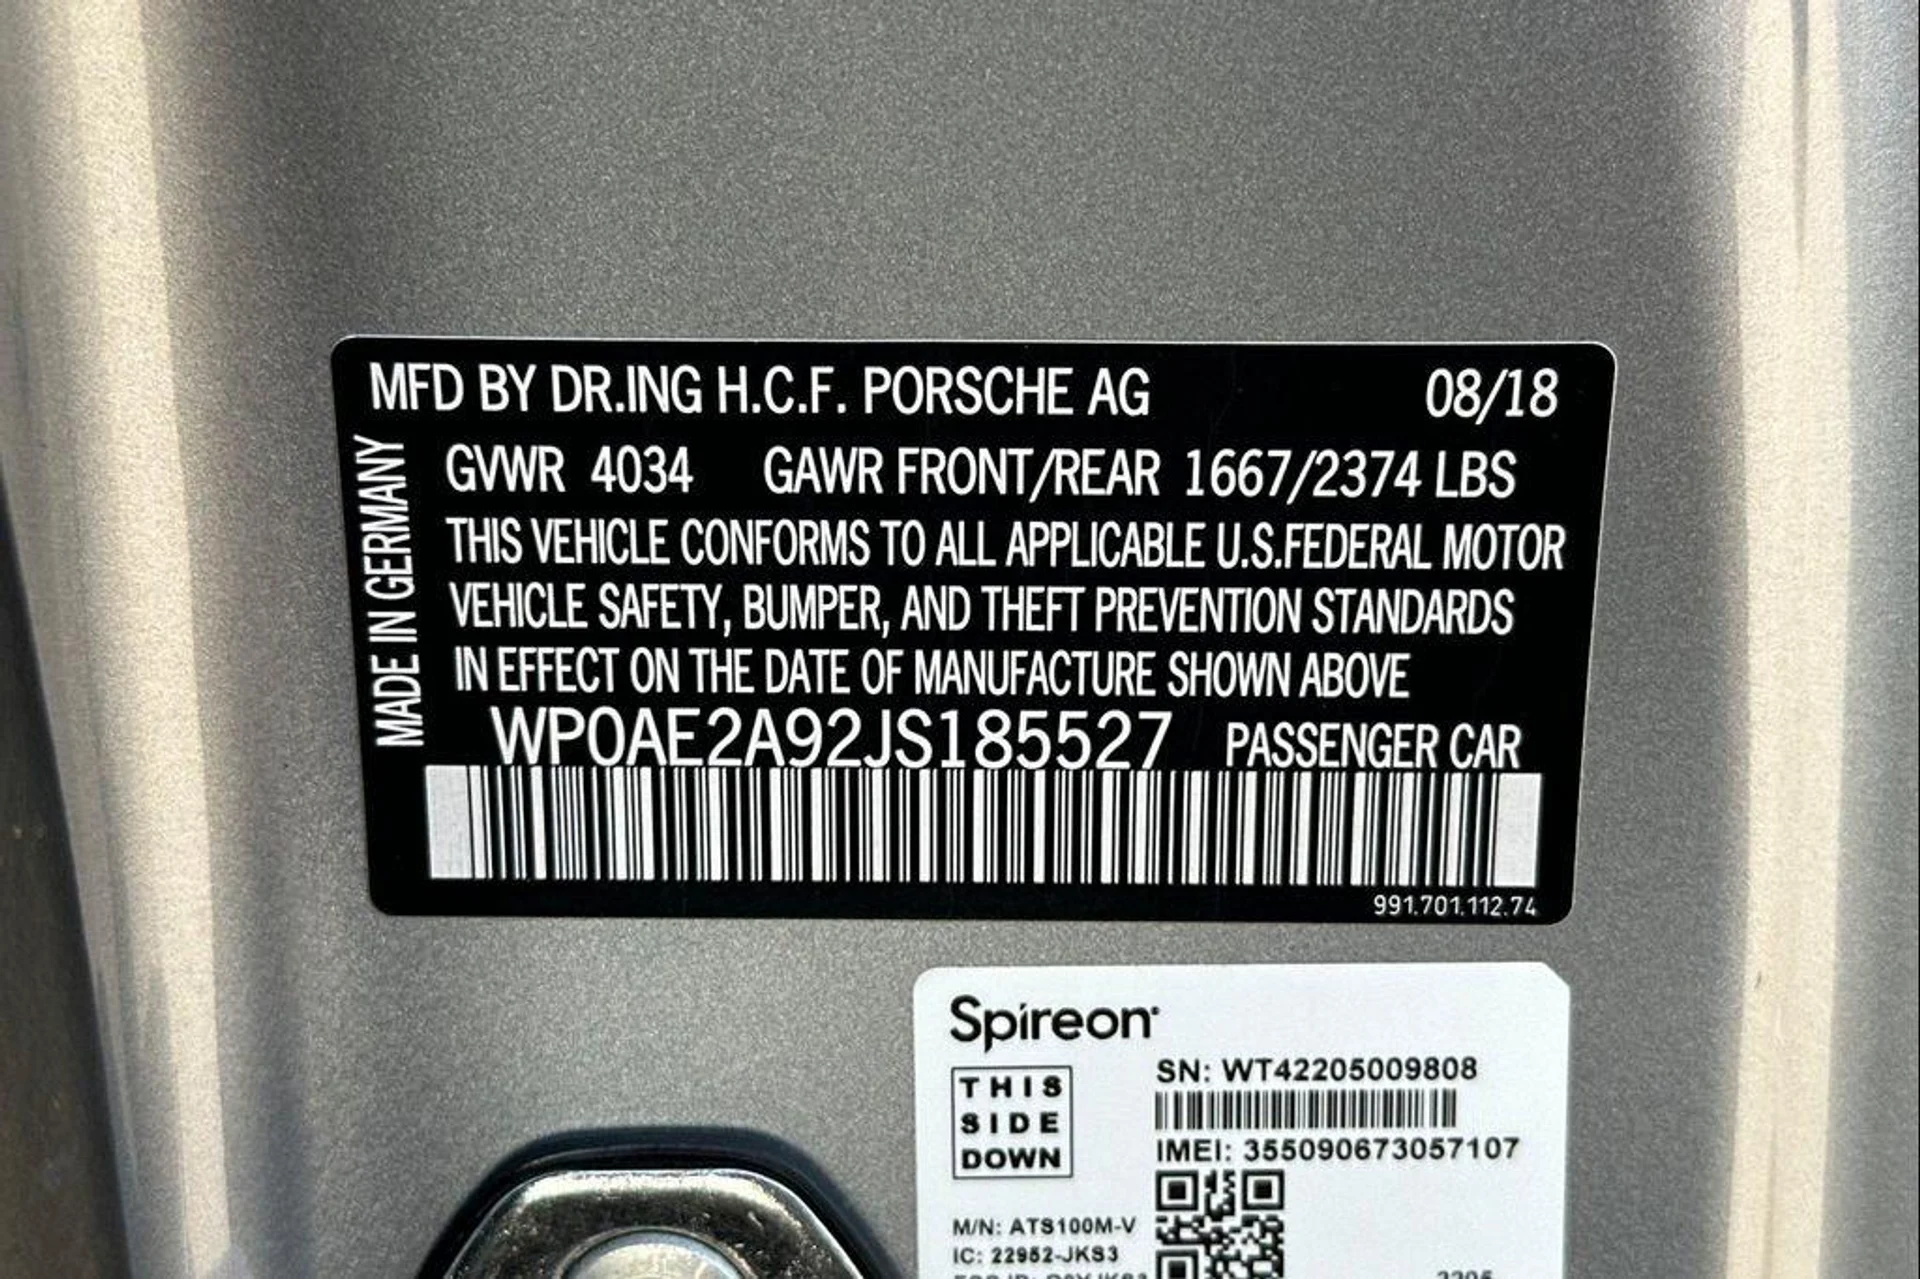 MFD BY DR.ING H.C.F. PORSCHE AG 08/18
MADE IN GERMANY
GVWR 4034 GAWR FRONT/REAR 1667/2374 LBS
THIS VEHICLE CONFORMS TO ALL APPLICABLE U.S.FEDERAL MOTOR
VEHICLE SAFETY, BUMPER, AND THEFT PREVENTION STANDARDS
IN EFFECT ON THE DATE OF MANUFACTURE SHOWN ABOVE
WP0AE2A92JS185527 PASSENGER CAR
991.701.112.74
Spireon
THIS
SIDE
DOWN
SN: WT42205009808
IMEI: 355090673057107
M/N: ATS100M-V
IC: 22952-JKS3